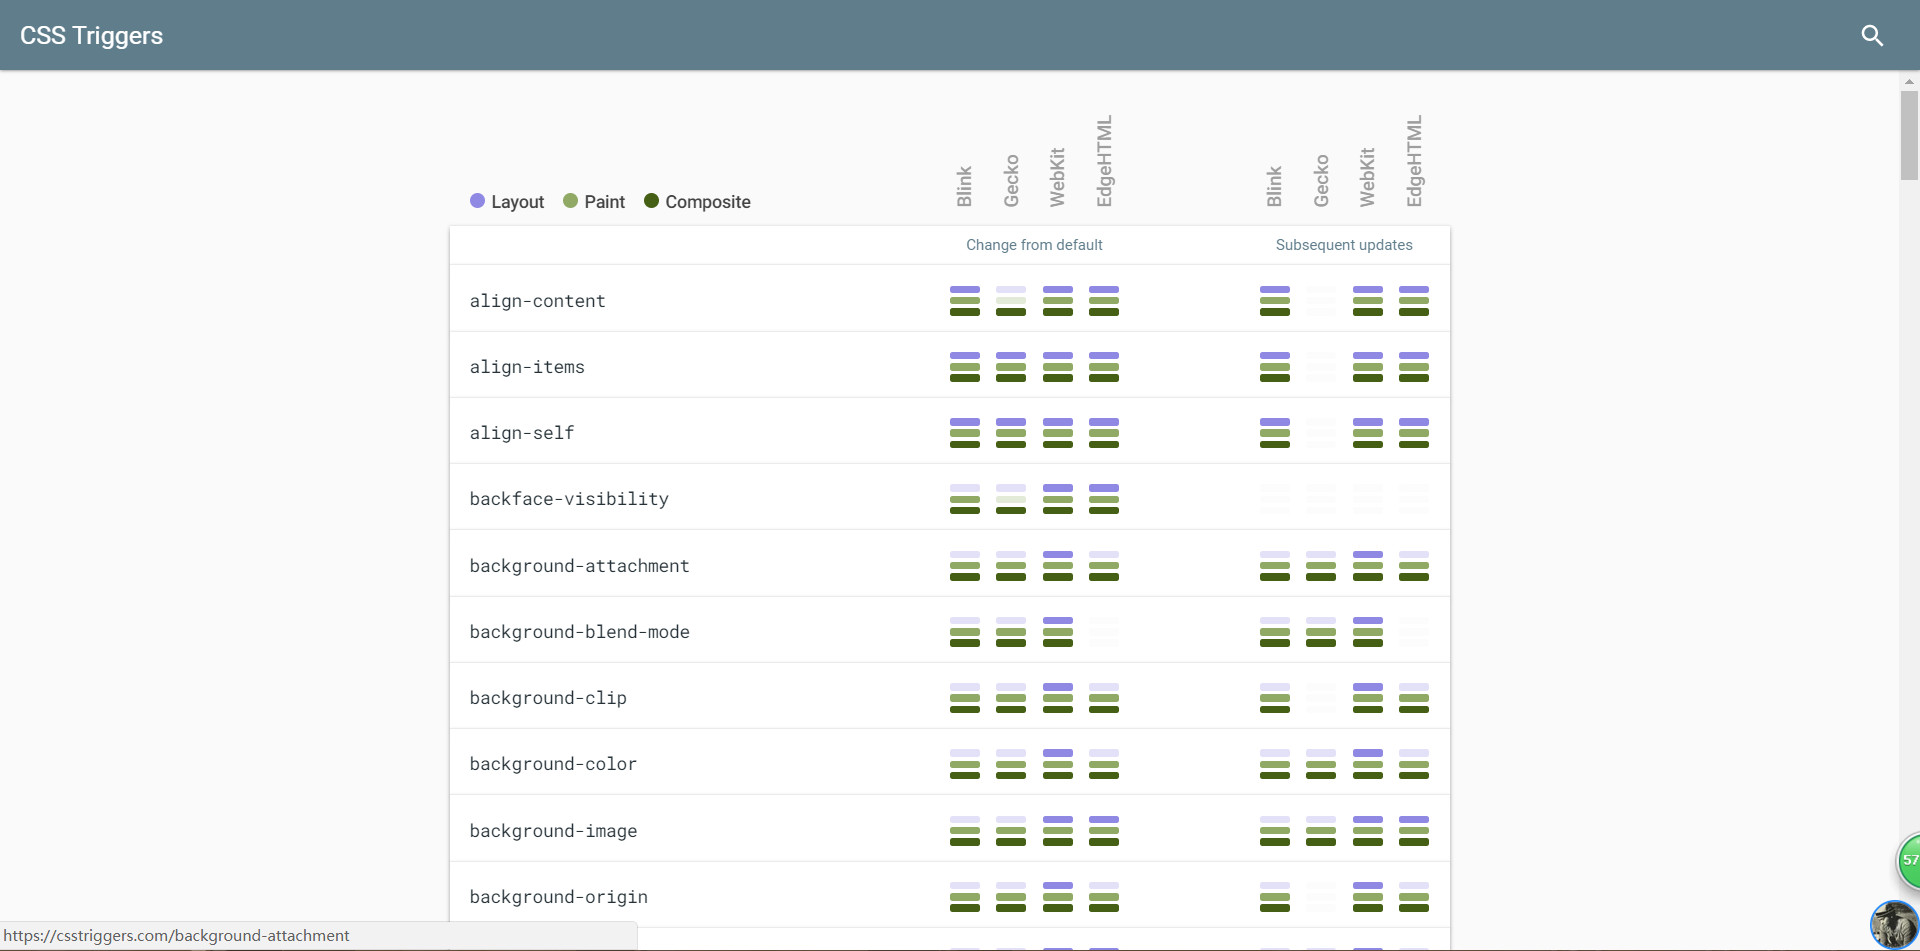 CSS Triggers
Blink
Gecko
WebKit
EdgeHTML
Blink
Gecko
WebKit
EdgeHTML
Layout Paint Composite
Change from default Subsequent updates
align-content
align-items
align-self
backface-visibility
background-attachment
background-blend-mode
background-clip
background-color
background-image
background-origin
57
https://csstriggers.com/background-attachment